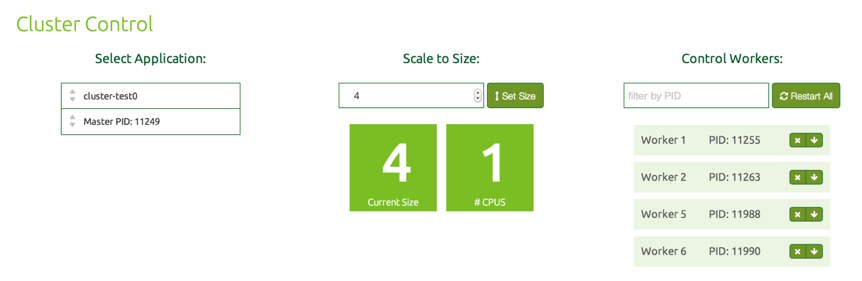 Cluster Control
Select Application:
cluster-test0
Master PID: 11249
Scale to Size:
4
Set Size
4
Current Size
1
# CPUS
Control Workers:
filter by PID
Restart All
Worker 1 PID: 11255
Worker 2 PID: 11263
Worker 5 PID: 11988
Worker 6 PID: 11990